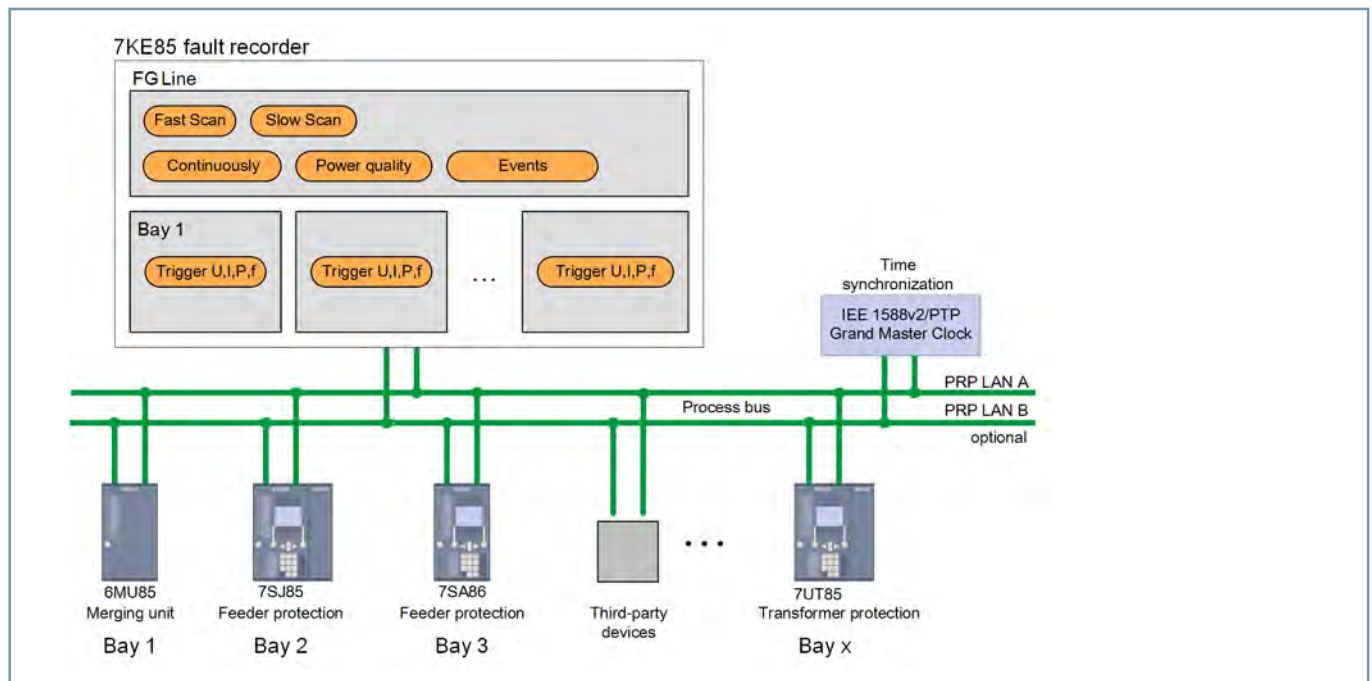 7KE85 fault recorder
FG Line
Fast Scan
Slow Scan
Continuously
Power quality
Events
Bay 1
Trigger U,I,P,f
Trigger U,I,P,f
...
Trigger U,I,P,f
Time
synchronization
IEE 1588v2/PTP
Grand Master Clock
PRP LAN A
Process bus
PRP LAN B
optional
6MU85
Merging unit
Bay 1
7SJ85
Feeder protection
Bay 2
7SA86
Feeder protection
Bay 3
Third-party
devices
...
7UT85
Transformer protection
Bay x